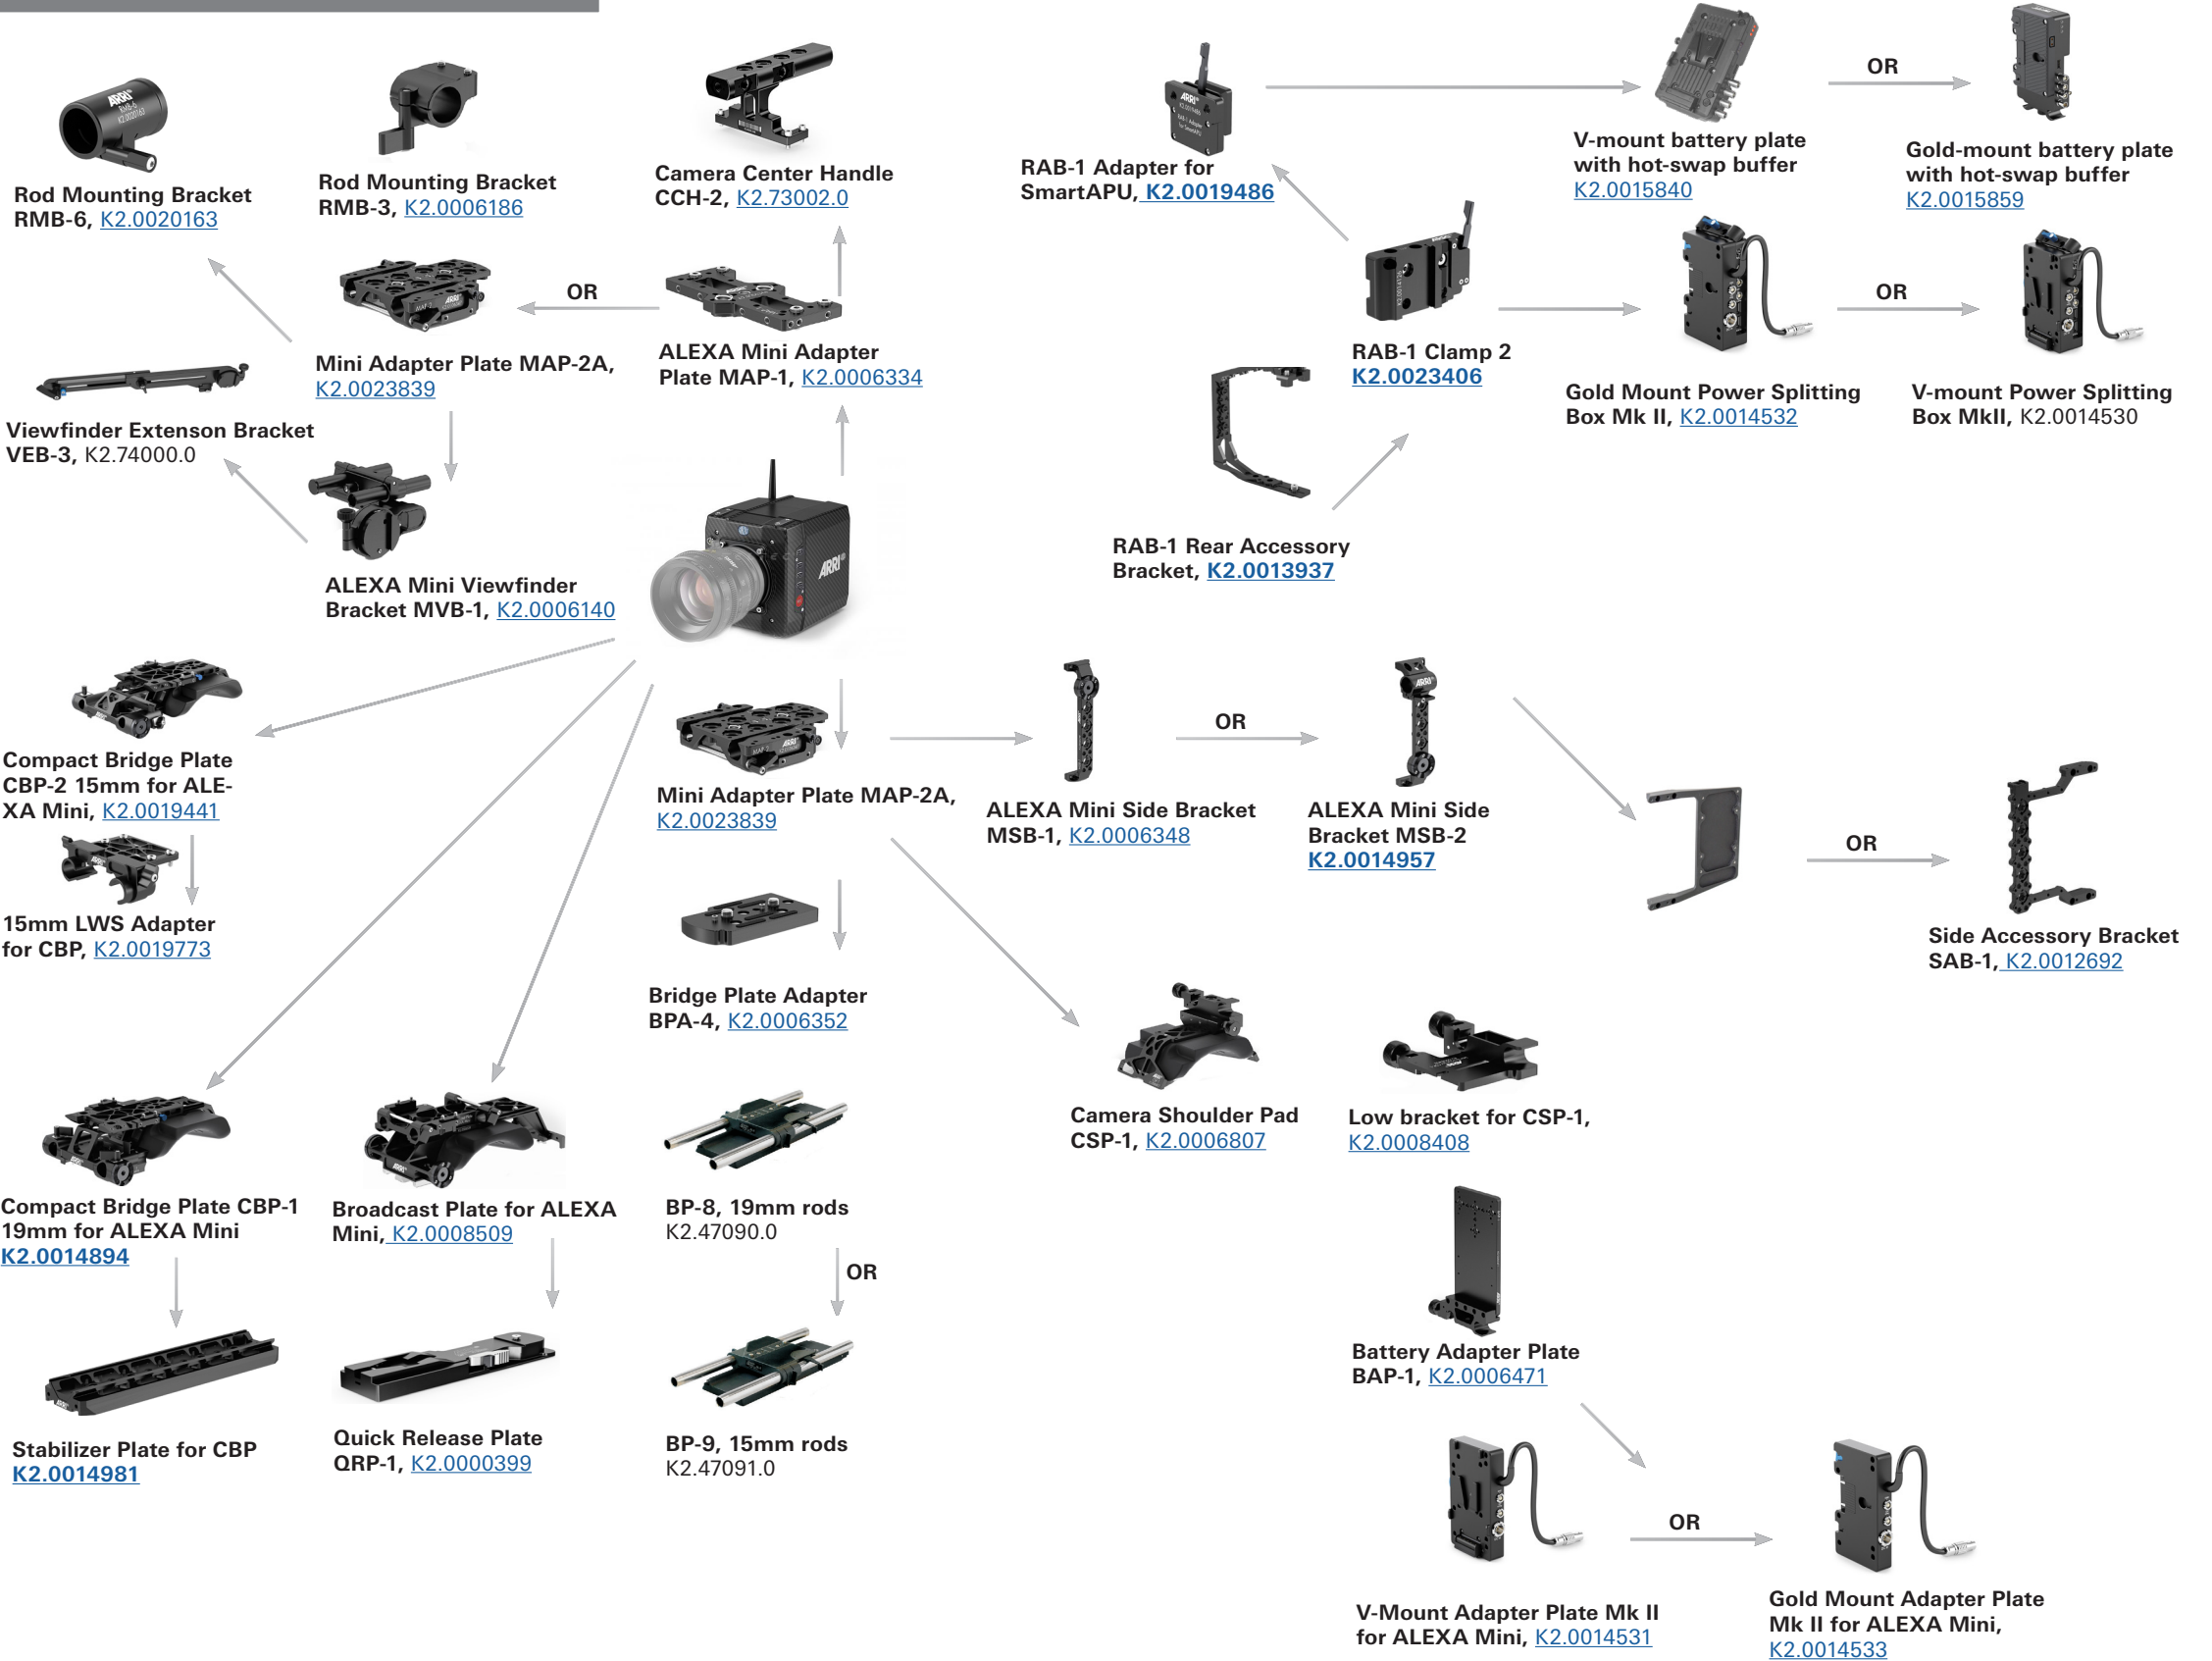 Rod Mounting Bracket
RMB-6, K2.0020163
Rod Mounting Bracket
RMB-3, K2.0006186
Camera Center Handle
CCH-2, K2.73002.0
RAB-1 Adapter for
SmartAPU, K2.0019486
V-mount battery plate
with hot-swap buffer
K2.0015840
OR
Gold-mount battery plate
with hot-swap buffer
K2.0015859
Mini Adapter Plate MAP-2A,
K2.0023839
OR
ALEXA Mini Adapter
Plate MAP-1, K2.0006334
RAB-1 Clamp 2
K2.0023406
Gold Mount Power Splitting
Box Mk II, K2.0014532
OR
V-mount Power Splitting
Box MkII, K2.0014530
Viewfinder Extenson Bracket
VEB-3, K2.74000.0
ALEXA Mini Viewfinder
Bracket MVB-1, K2.0006140
ARRI
RAB-1 Rear Accessory
Bracket, K2.0013937
Compact Bridge Plate
CBP-2 15mm for ALE-
XA Mini, K2.0019441
Mini Adapter Plate MAP-2A,
K2.0023839
ALEXA Mini Side Bracket
MSB-1, K2.0006348
OR
ALEXA Mini Side
Bracket MSB-2
K2.0014957
OR
Side Accessory Bracket
SAB-1, K2.0012692
15mm LWS Adapter
for CBP, K2.0019773
Bridge Plate Adapter
BPA-4, K2.0006352
Camera Shoulder Pad
CSP-1, K2.0006807
Low bracket for CSP-1,
K2.0008408
Compact Bridge Plate CBP-1
19mm for ALEXA Mini
K2.0014894
Broadcast Plate for ALEXA
Mini, K2.0008509
BP-8, 19mm rods
K2.47090.0
OR
Battery Adapter Plate
BAP-1, K2.0006471
Stabilizer Plate for CBP
K2.0014981
Quick Release Plate
QRP-1, K2.0000399
BP-9, 15mm rods
K2.47091.0
OR
V-Mount Adapter Plate Mk II
for ALEXA Mini, K2.0014531
Gold Mount Adapter Plate
Mk II for ALEXA Mini,
K2.0014533